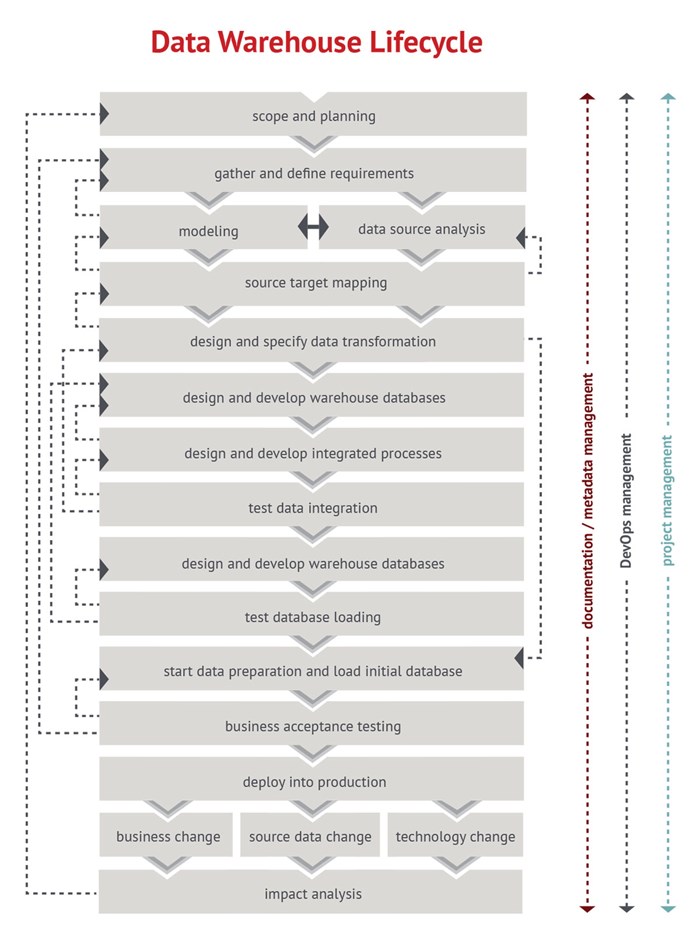 Data Warehouse Lifecycle
scope and planning
gather and define requirements
modeling
data source analysis
source target mapping
design and specify data transformation
design and develop warehouse databases
design and develop integrated processes
test data integration
design and develop warehouse databases
test database loading
start data preparation and load initial database
business acceptance testing
deploy into production
business change
source data change
technology change
impact analysis
documentation / metadata management
DevOps management
project management